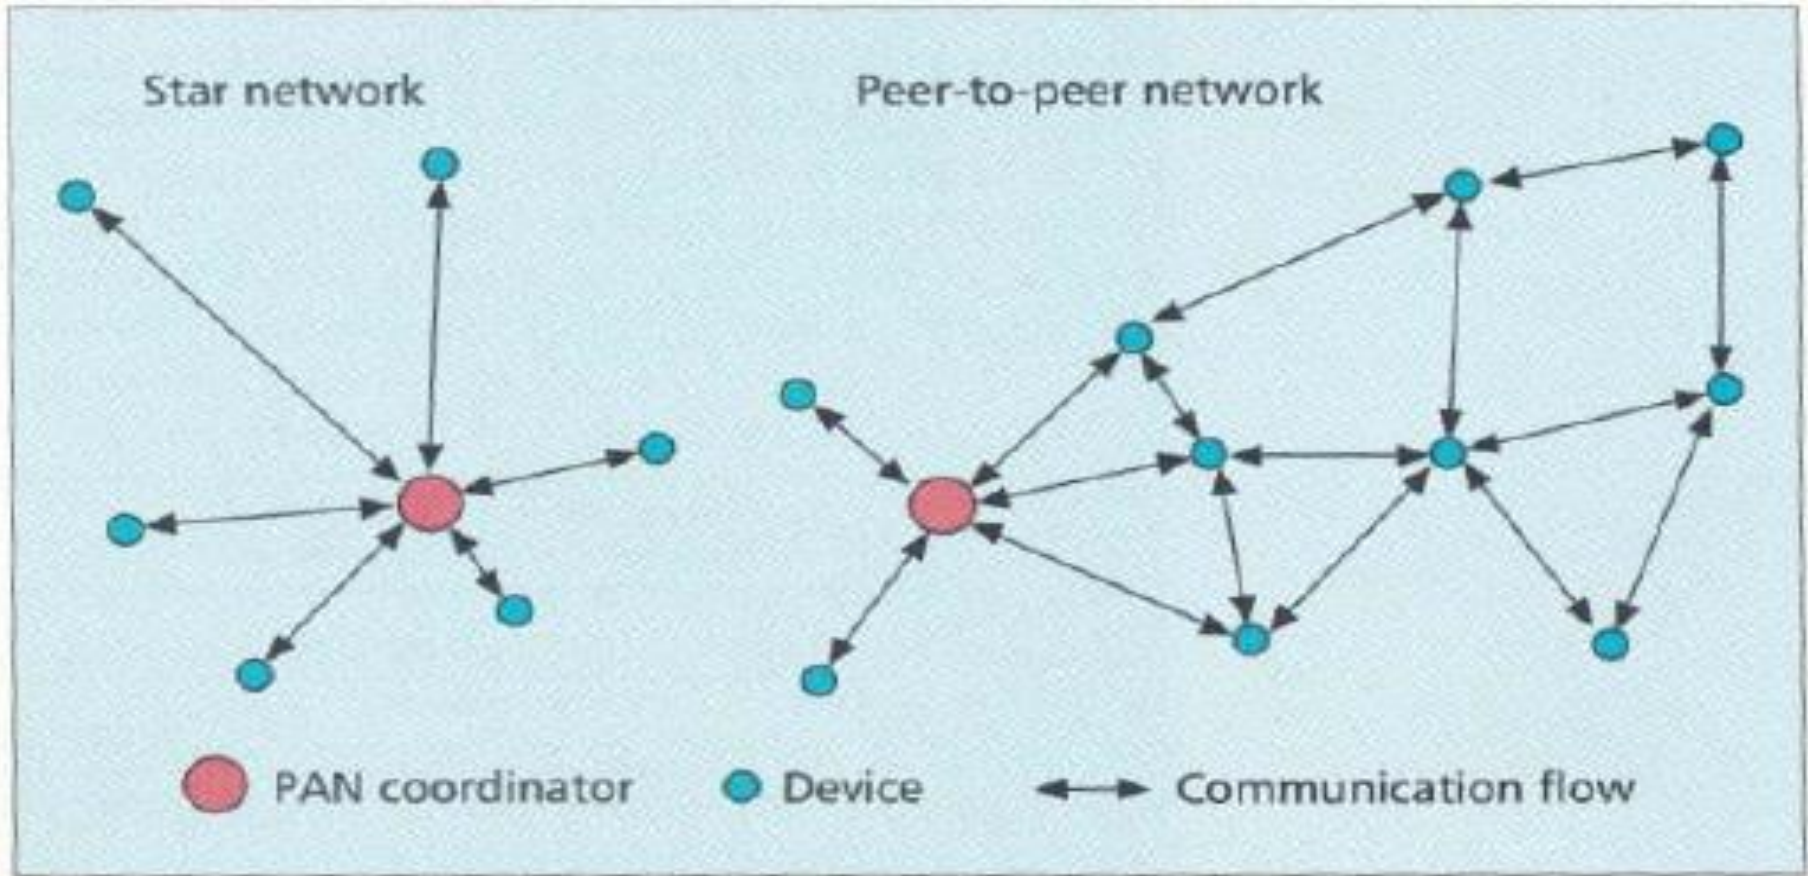 Star network
Peer-to-peer network
PAN coordinator
Device
Communication flow